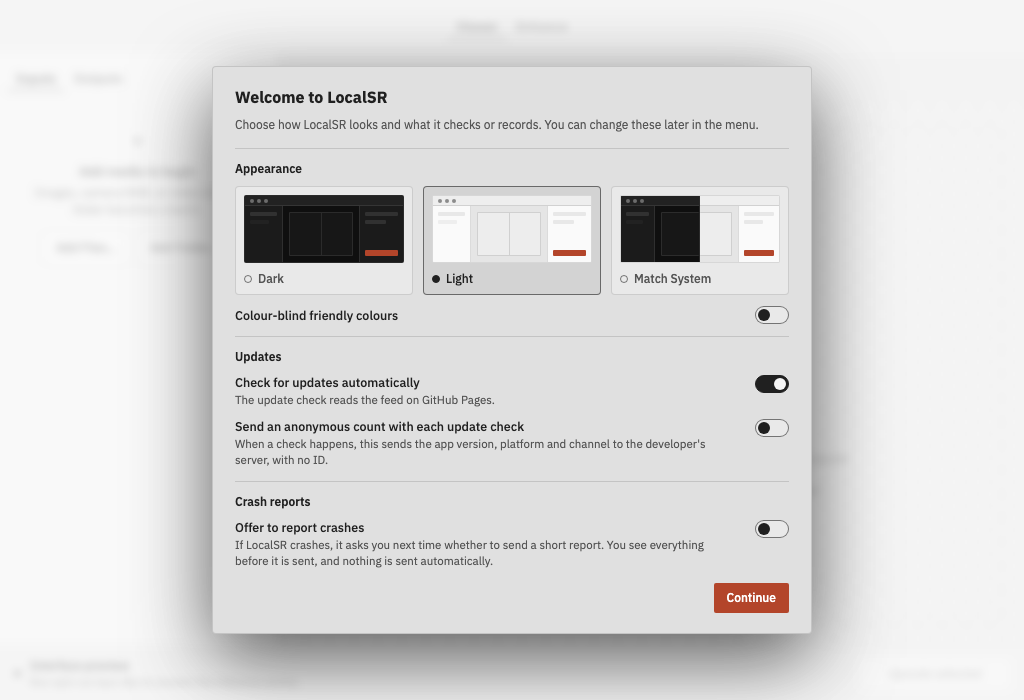 Welcome to LocalSR
Choose how LocalSR looks and what it checks or records. You can change these later in the menu.
Appearance
Dark
Light
Match System
Colour-blind friendly colours
Updates
Check for updates automatically
The update check reads the feed on GitHub Pages.
Send an anonymous count with each update check
When a check happens, this sends the app version, platform and channel to the developer's
server, with no ID.
Crash reports
Offer to report crashes
If LocalSR crashes, it asks you next time whether to send a short report. You see everything
before it is sent, and nothing is sent automatically.
Continue